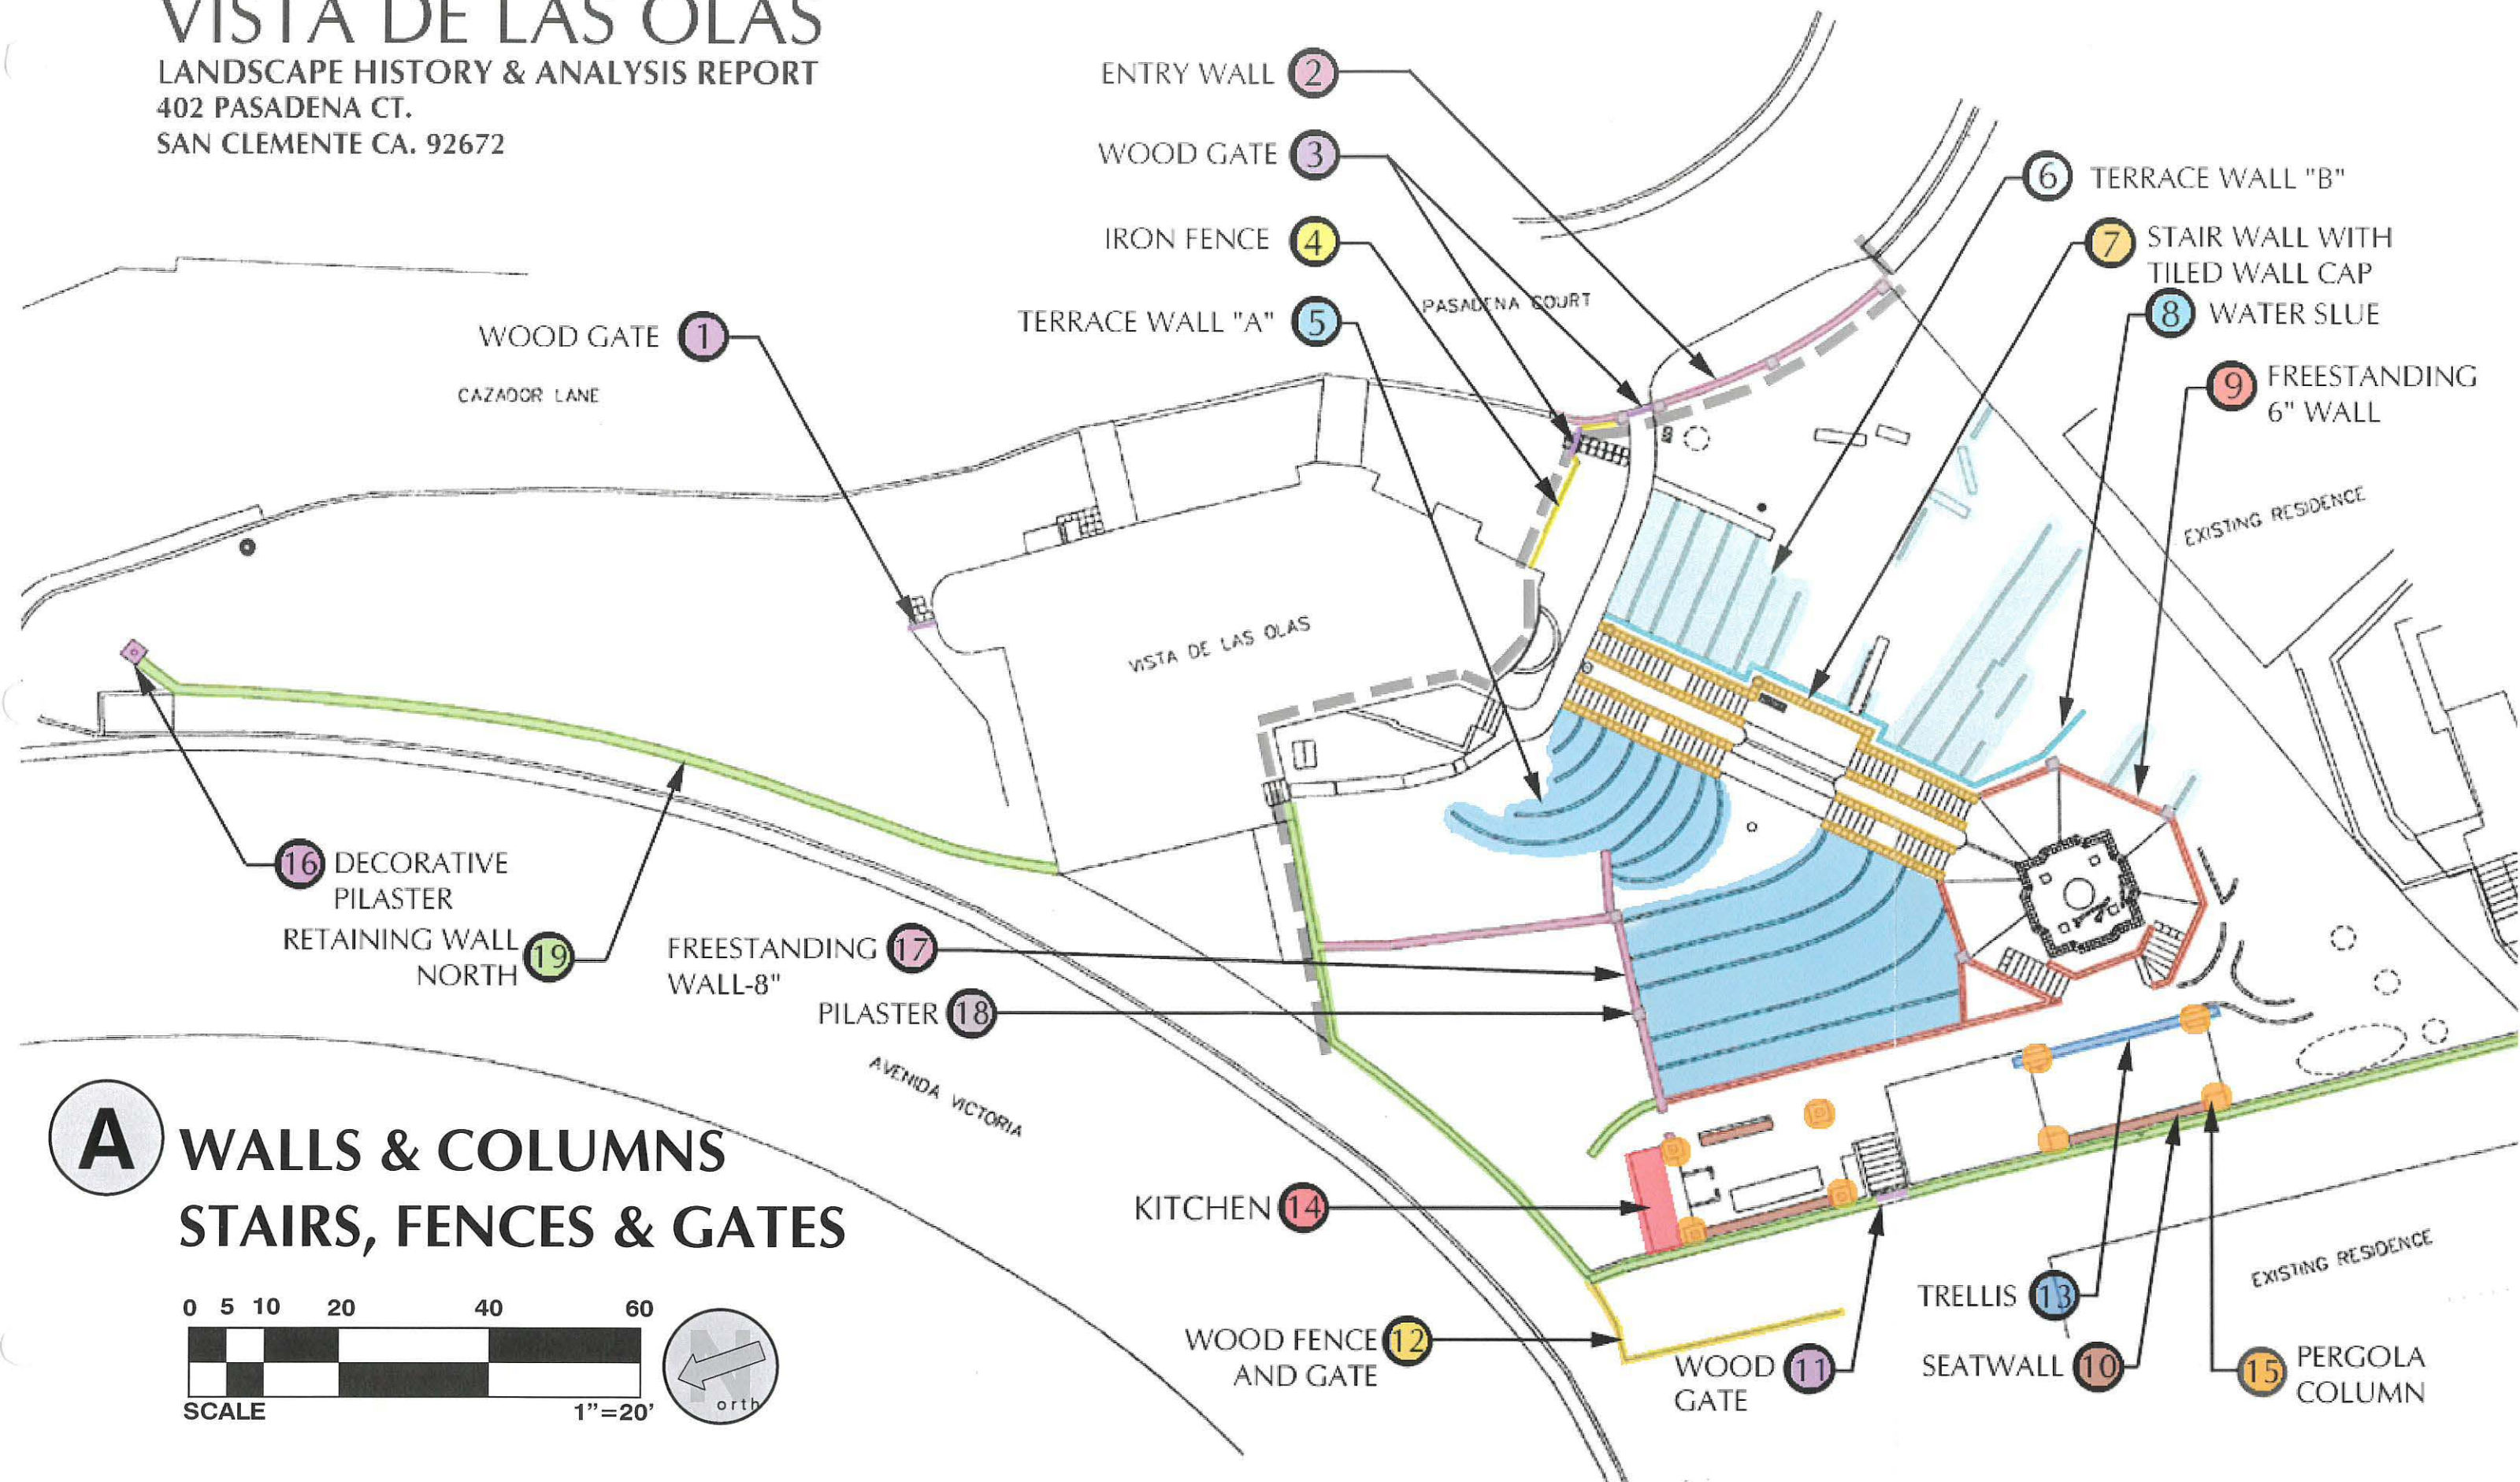 VISTA DE LAS OLAS
LANDSCAPE HISTORY & ANALYSIS REPORT
402 PASADENA CT.
SAN CLEMENTE CA. 92672
ENTRY WALL 2
WOOD GATE 3
IRON FENCE 4
TERRACE WALL "A" 5
6 TERRACE WALL "B"
7 STAIR WALL WITH
TILED WALL CAP
8 WATER SLUE
9 FREESTANDING
6" WALL
WOOD GATE 1
CAZADOR LANE
PASADENA COURT
EXISTING RESIDENCE
VISTA DE LAS OLAS
16 DECORATIVE
PILASTER
RETAINING WALL
NORTH 19
FREESTANDING 17
WALL-8"
PILASTER 18
AVENIDA VICTORIA
A WALLS & COLUMNS
STAIRS, FENCES & GATES
KITCHEN 14
WOOD FENCE 12
AND GATE
WOOD 11
GATE
TRELLIS 13
SEATWALL 10
15 PERGOLA
COLUMN
EXISTING RESIDENCE
0 5 10 20 40 60
SCALE 1"=20'
North